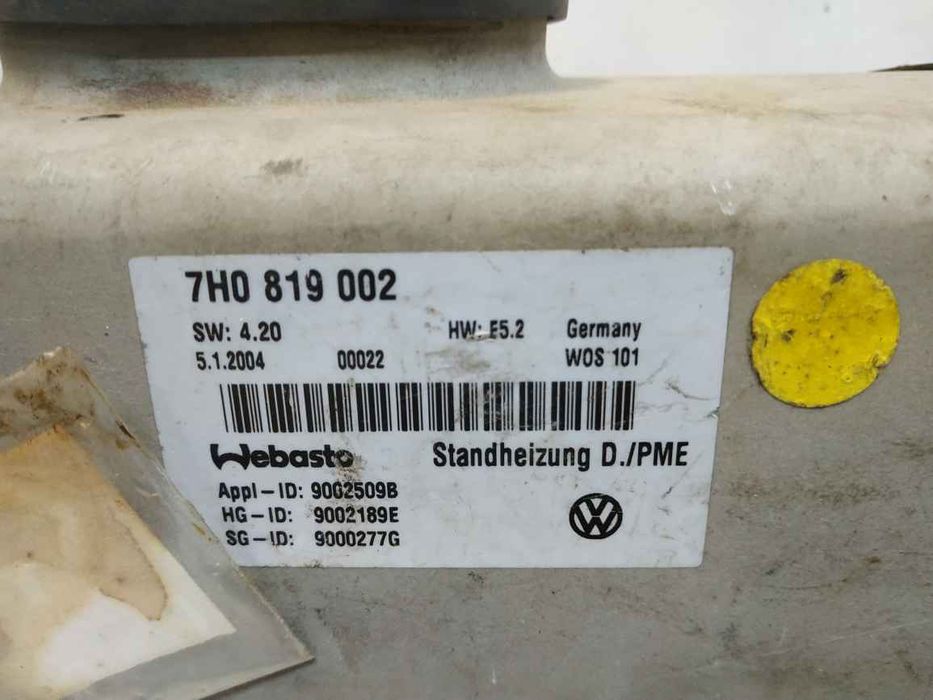 7H0 819 002
SW: 4.20 HW: E5.2 Germany
5.1.2004 00022 WOS 101
Webasto Standheizung D./PME
Appl-ID: 9002509B
HG-ID: 9002189E
SG-ID: 9000277G
VW